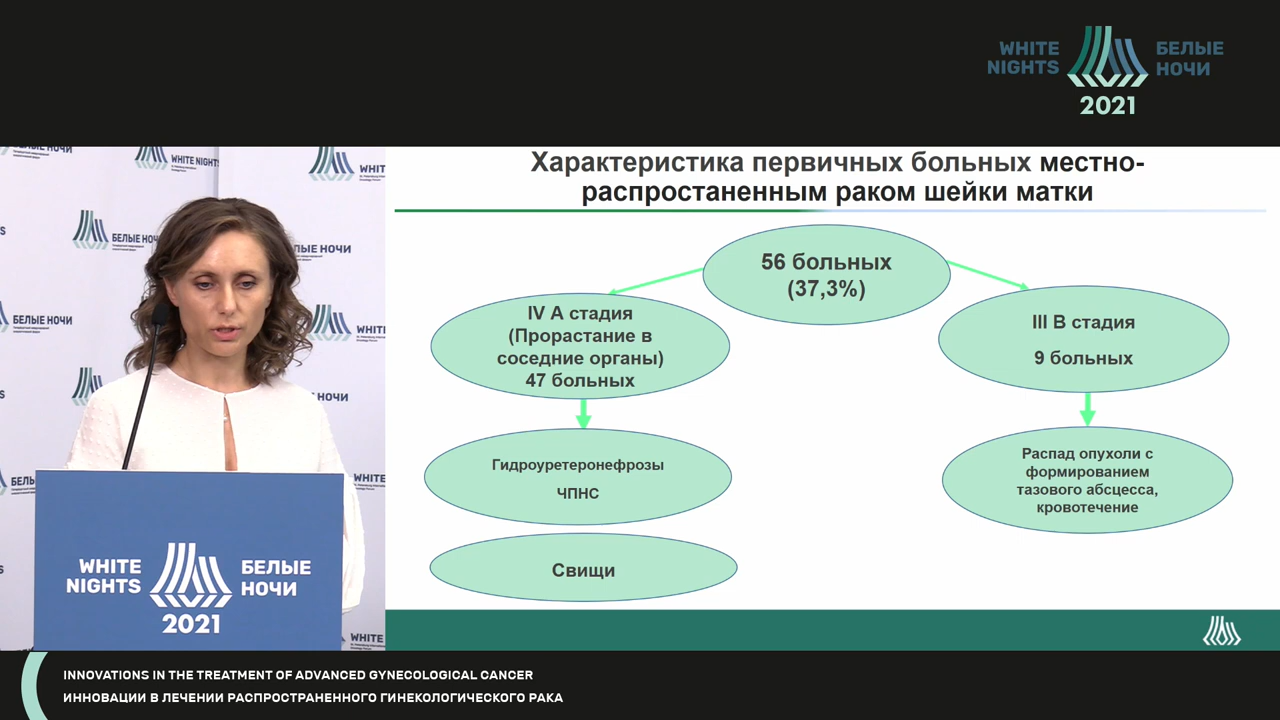 WHITE
NIGHTS
БЕЛЫЕ
НОЧИ
2021
Характеристика первичных больных местно-
распростаненным раком шейки матки
56 больных
(37,3%)
IV А стадия
(Прорастание в
соседние органы)
47 больных
III В стадия
9 больных
Гидроуретеронефрозы
ЧПНС
Распад опухоли с
формированием
тазового абсцесса,
кровотечение
Свищи
WHITE
NIGHTS
БЕЛЫЕ
НОЧИ
2021
INNOVATIONS IN THE TREATMENT OF ADVANCED GYNECOLOGICAL CANCER
ИННОВАЦИИ В ЛЕЧЕНИИ РАСПРОСТРАНЕННОГО ГИНЕКОЛОГИЧЕСКОГО РАКА